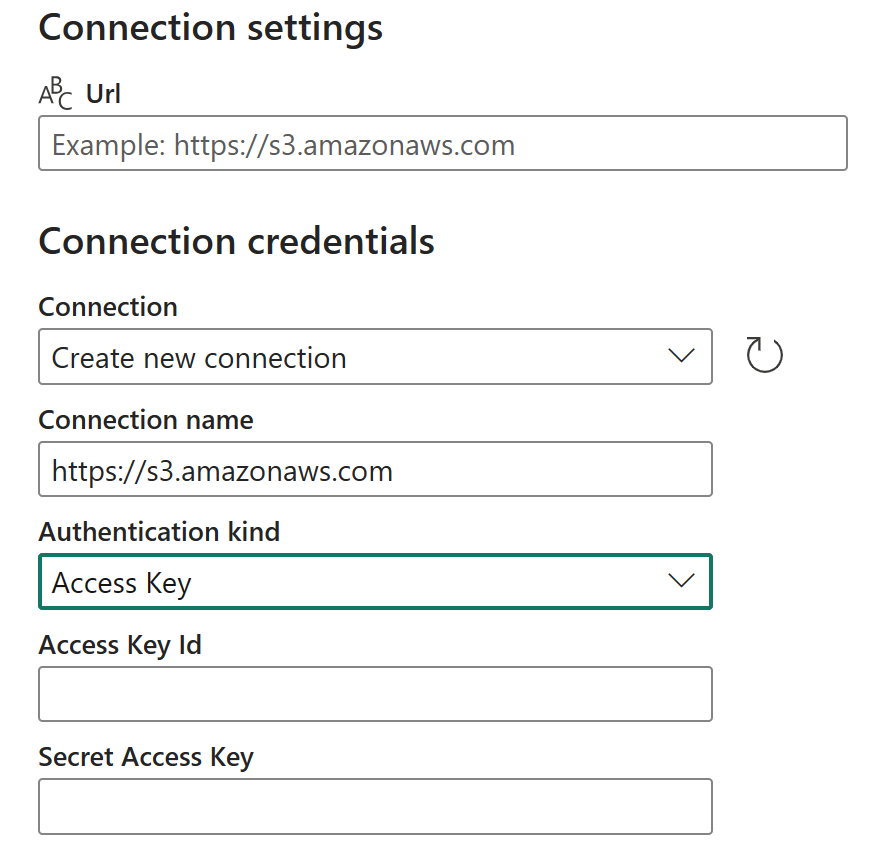 Connection settings
ABC Url
Example: https://s3.amazonaws.com
Connection credentials
Connection
Create new connection
Connection name
https://s3.amazonaws.com
Authentication kind
Access Key
Access Key Id
Secret Access Key